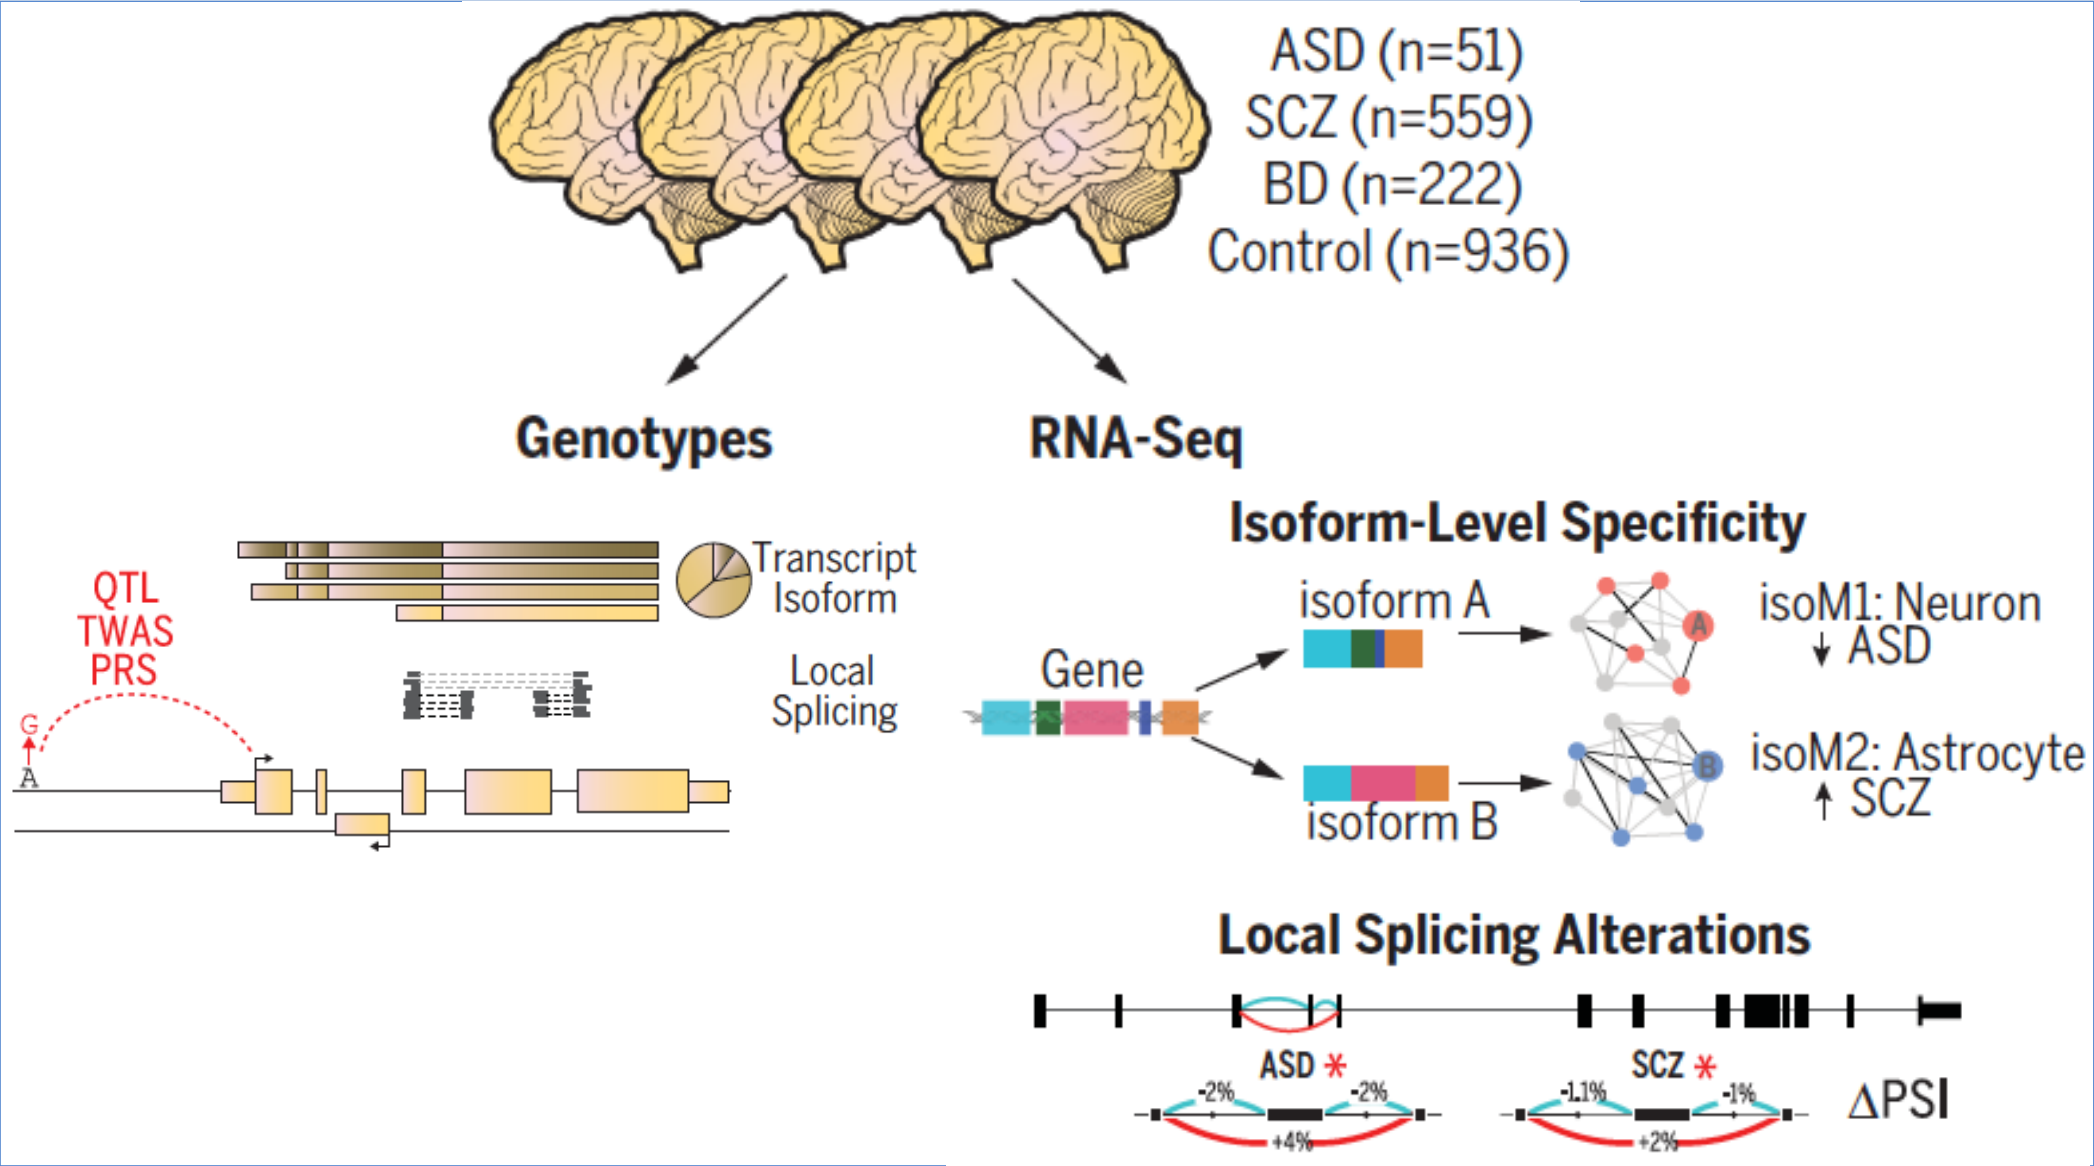 ASD (n=51)
SCZ (n=559)
BD (n=222)
Control (n=936)
Genotypes
RNA-Seq
QTL
TWAS
PRS
G
A
Transcript
Isoform
Local
Splicing
Isoform-Level Specificity
Gene
isoform A
A
isoM1: Neuron
↓ ASD
isoform B
B
isoM2: Astrocyte
↑ SCZ
Local Splicing Alterations
ASD *
-2% -2%
+4%
SCZ *
-1.1% -1%
+2%
ΔPSI